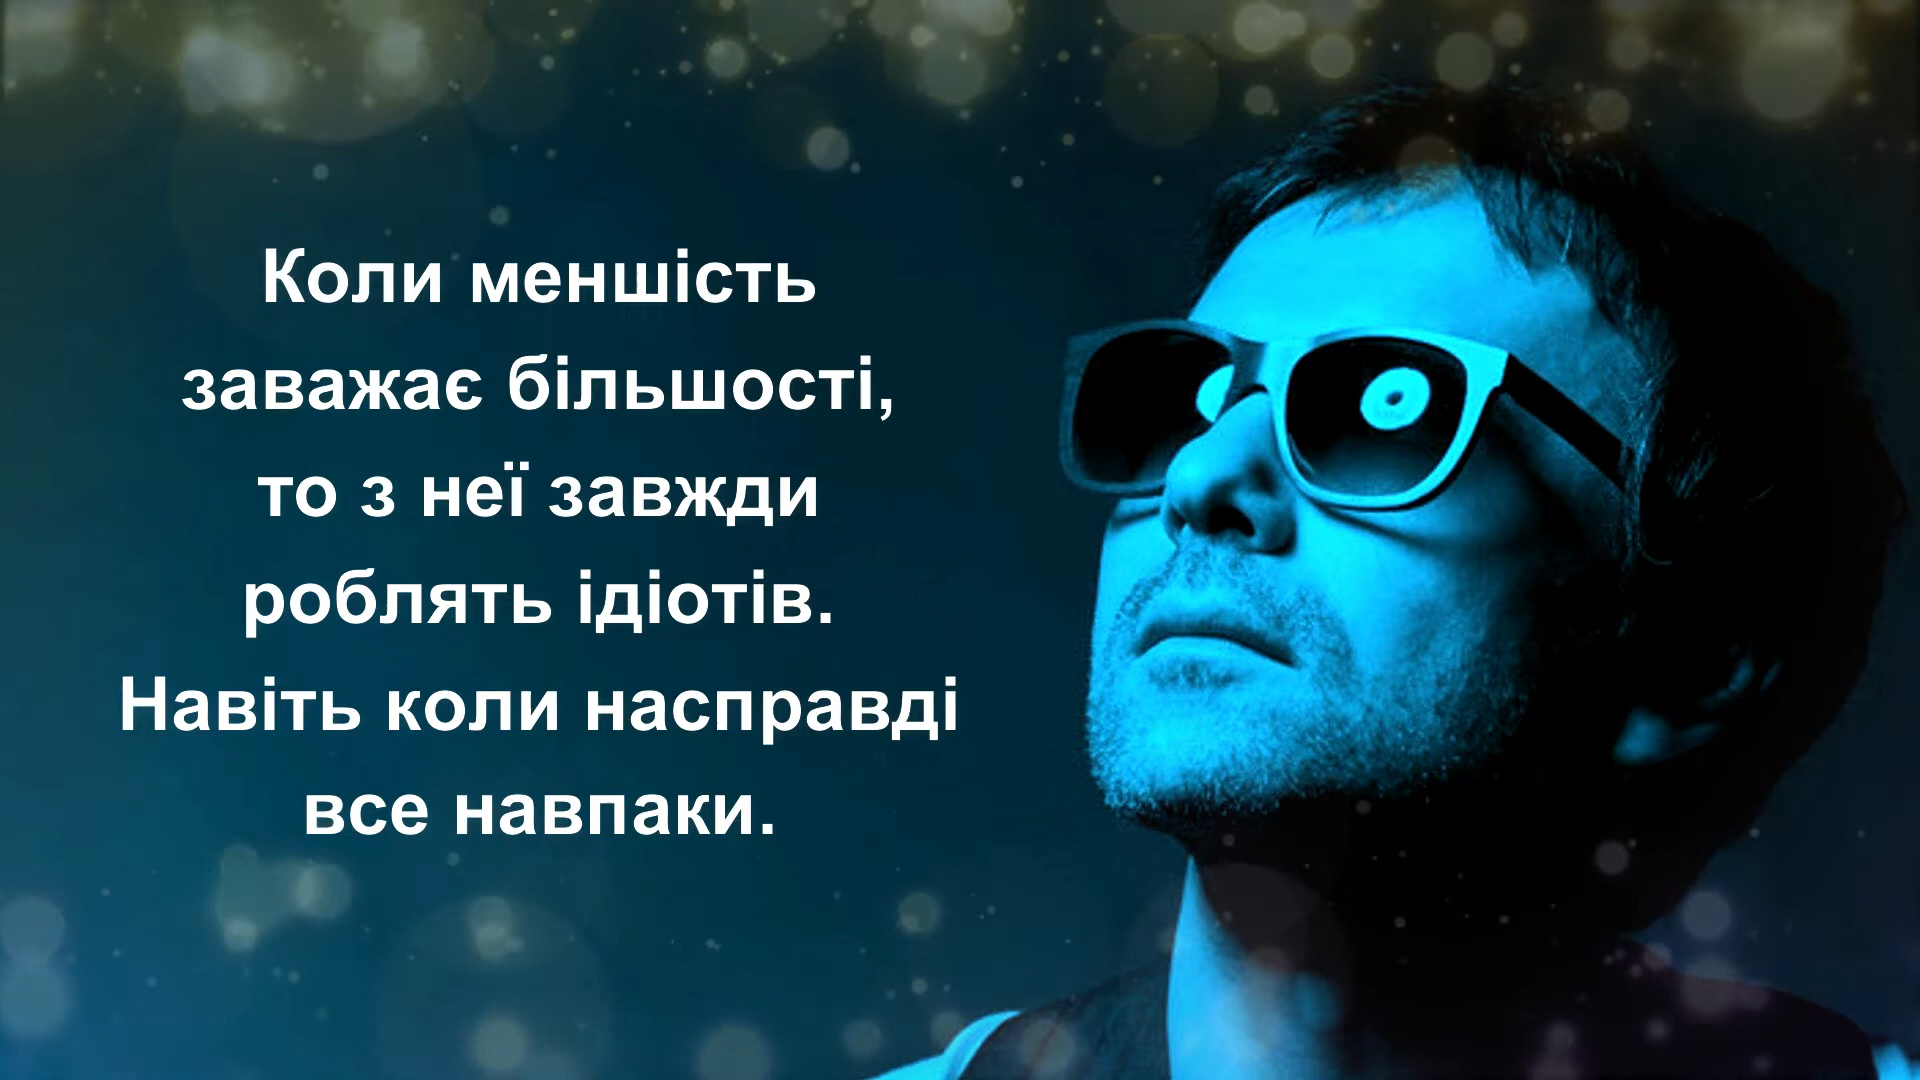 Коли меншість
заважає більшості,
то з неї завжди
роблять ідіотів.
Навіть коли насправді
все навпаки.